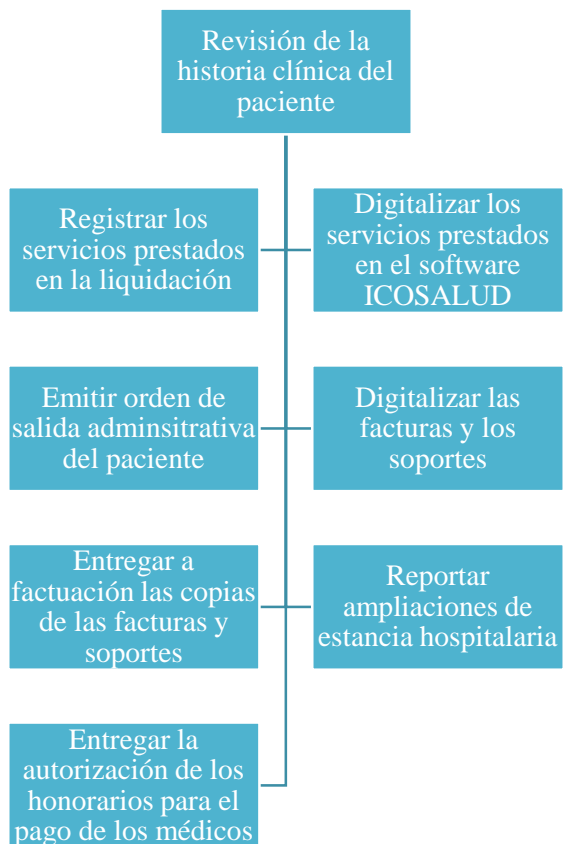 Revisión de la
historia clínica del
paciente
Registrar los
servicios prestados
en la liquidación
Digitalizar los
servicios prestados
en el software
ICOSALUD
Emitir orden de
salida adminsitrativa
del paciente
Digitalizar las
facturas y los
soportes
Entregar a
factuación las copias
de las facturas y
soportes
Reportar
ampliaciones de
estancia hospitalaria
Entregar la
autorización de los
honorarios para el
pago de los médicos